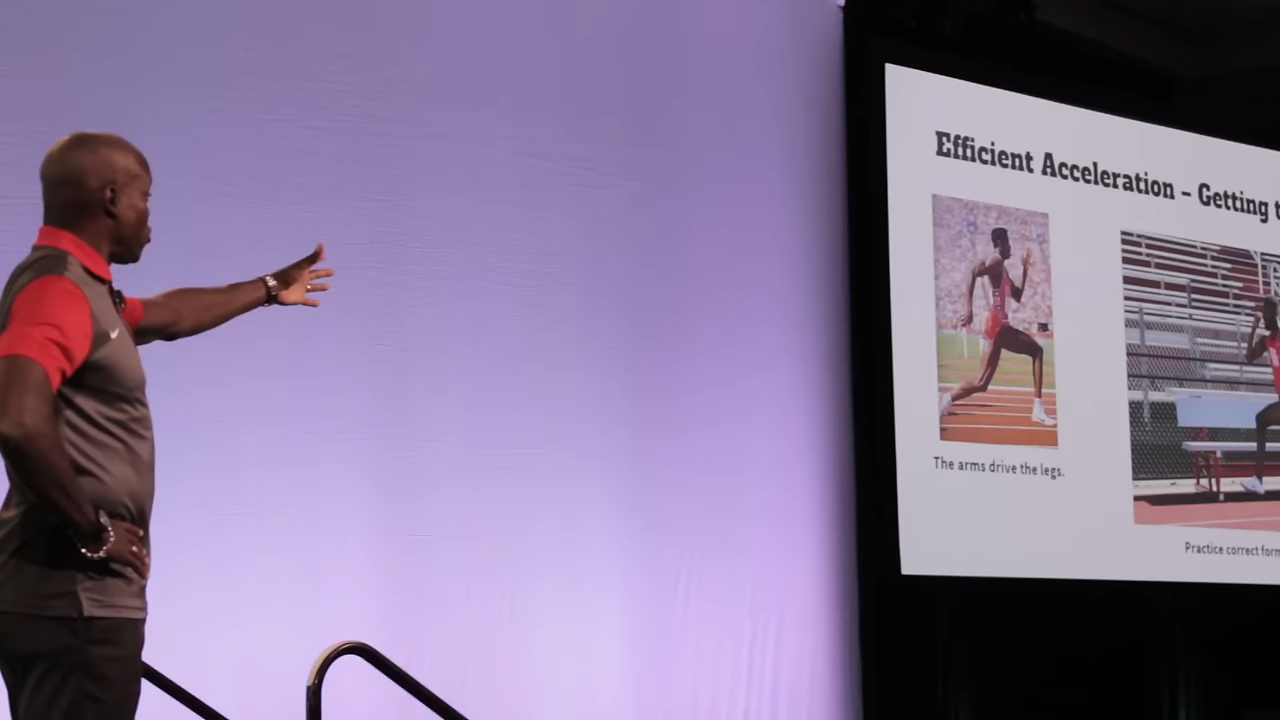 Efficient Acceleration – Getting
The arms drive the legs.
Practice correct form